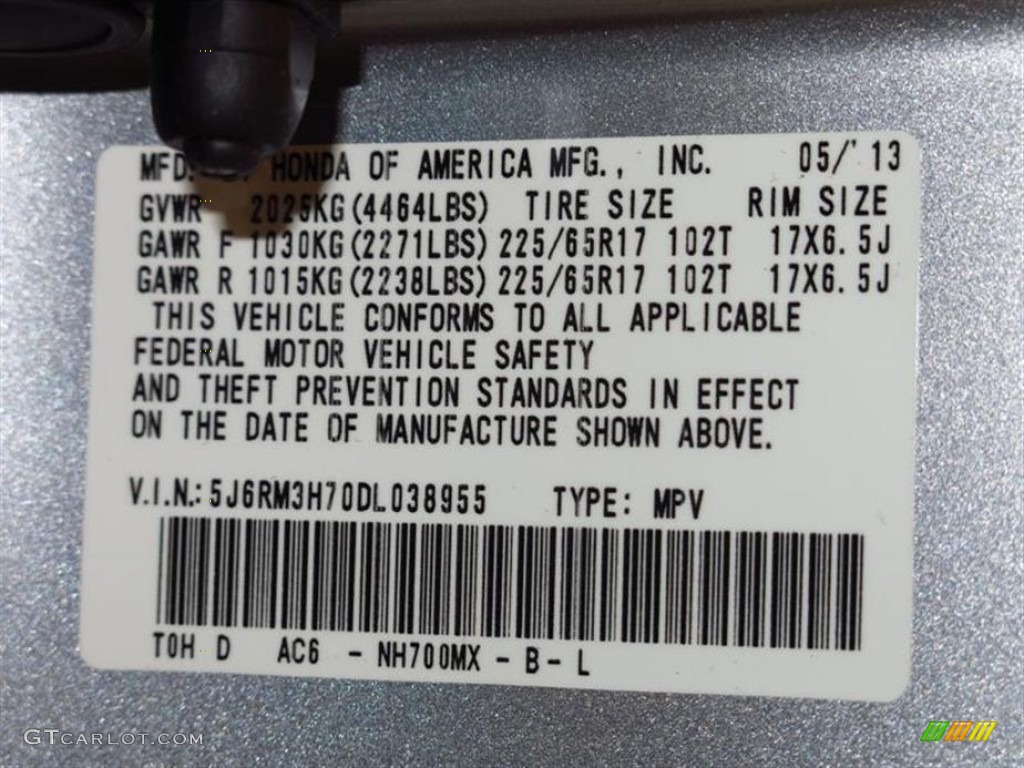 MFD. HONDA OF AMERICA MFG., INC. 05/'13
GVWR 2025KG(4464LBS) TIRE SIZE RIM SIZE
GAWR F 1030KG(2271LBS) 225/65R17 102T 17X6.5J
GAWR R 1015KG(2238LBS) 225/65R17 102T 17X6.5J
THIS VEHICLE CONFORMS TO ALL APPLICABLE
FEDERAL MOTOR VEHICLE SAFETY
AND THEFT PREVENTION STANDARDS IN EFFECT
ON THE DATE OF MANUFACTURE SHOWN ABOVE.
V.I.N.: 5J6RM3H70DL038955 TYPE: MPV
T0H D AC6 - NH700MX - B - L
GTCARLOT.COM